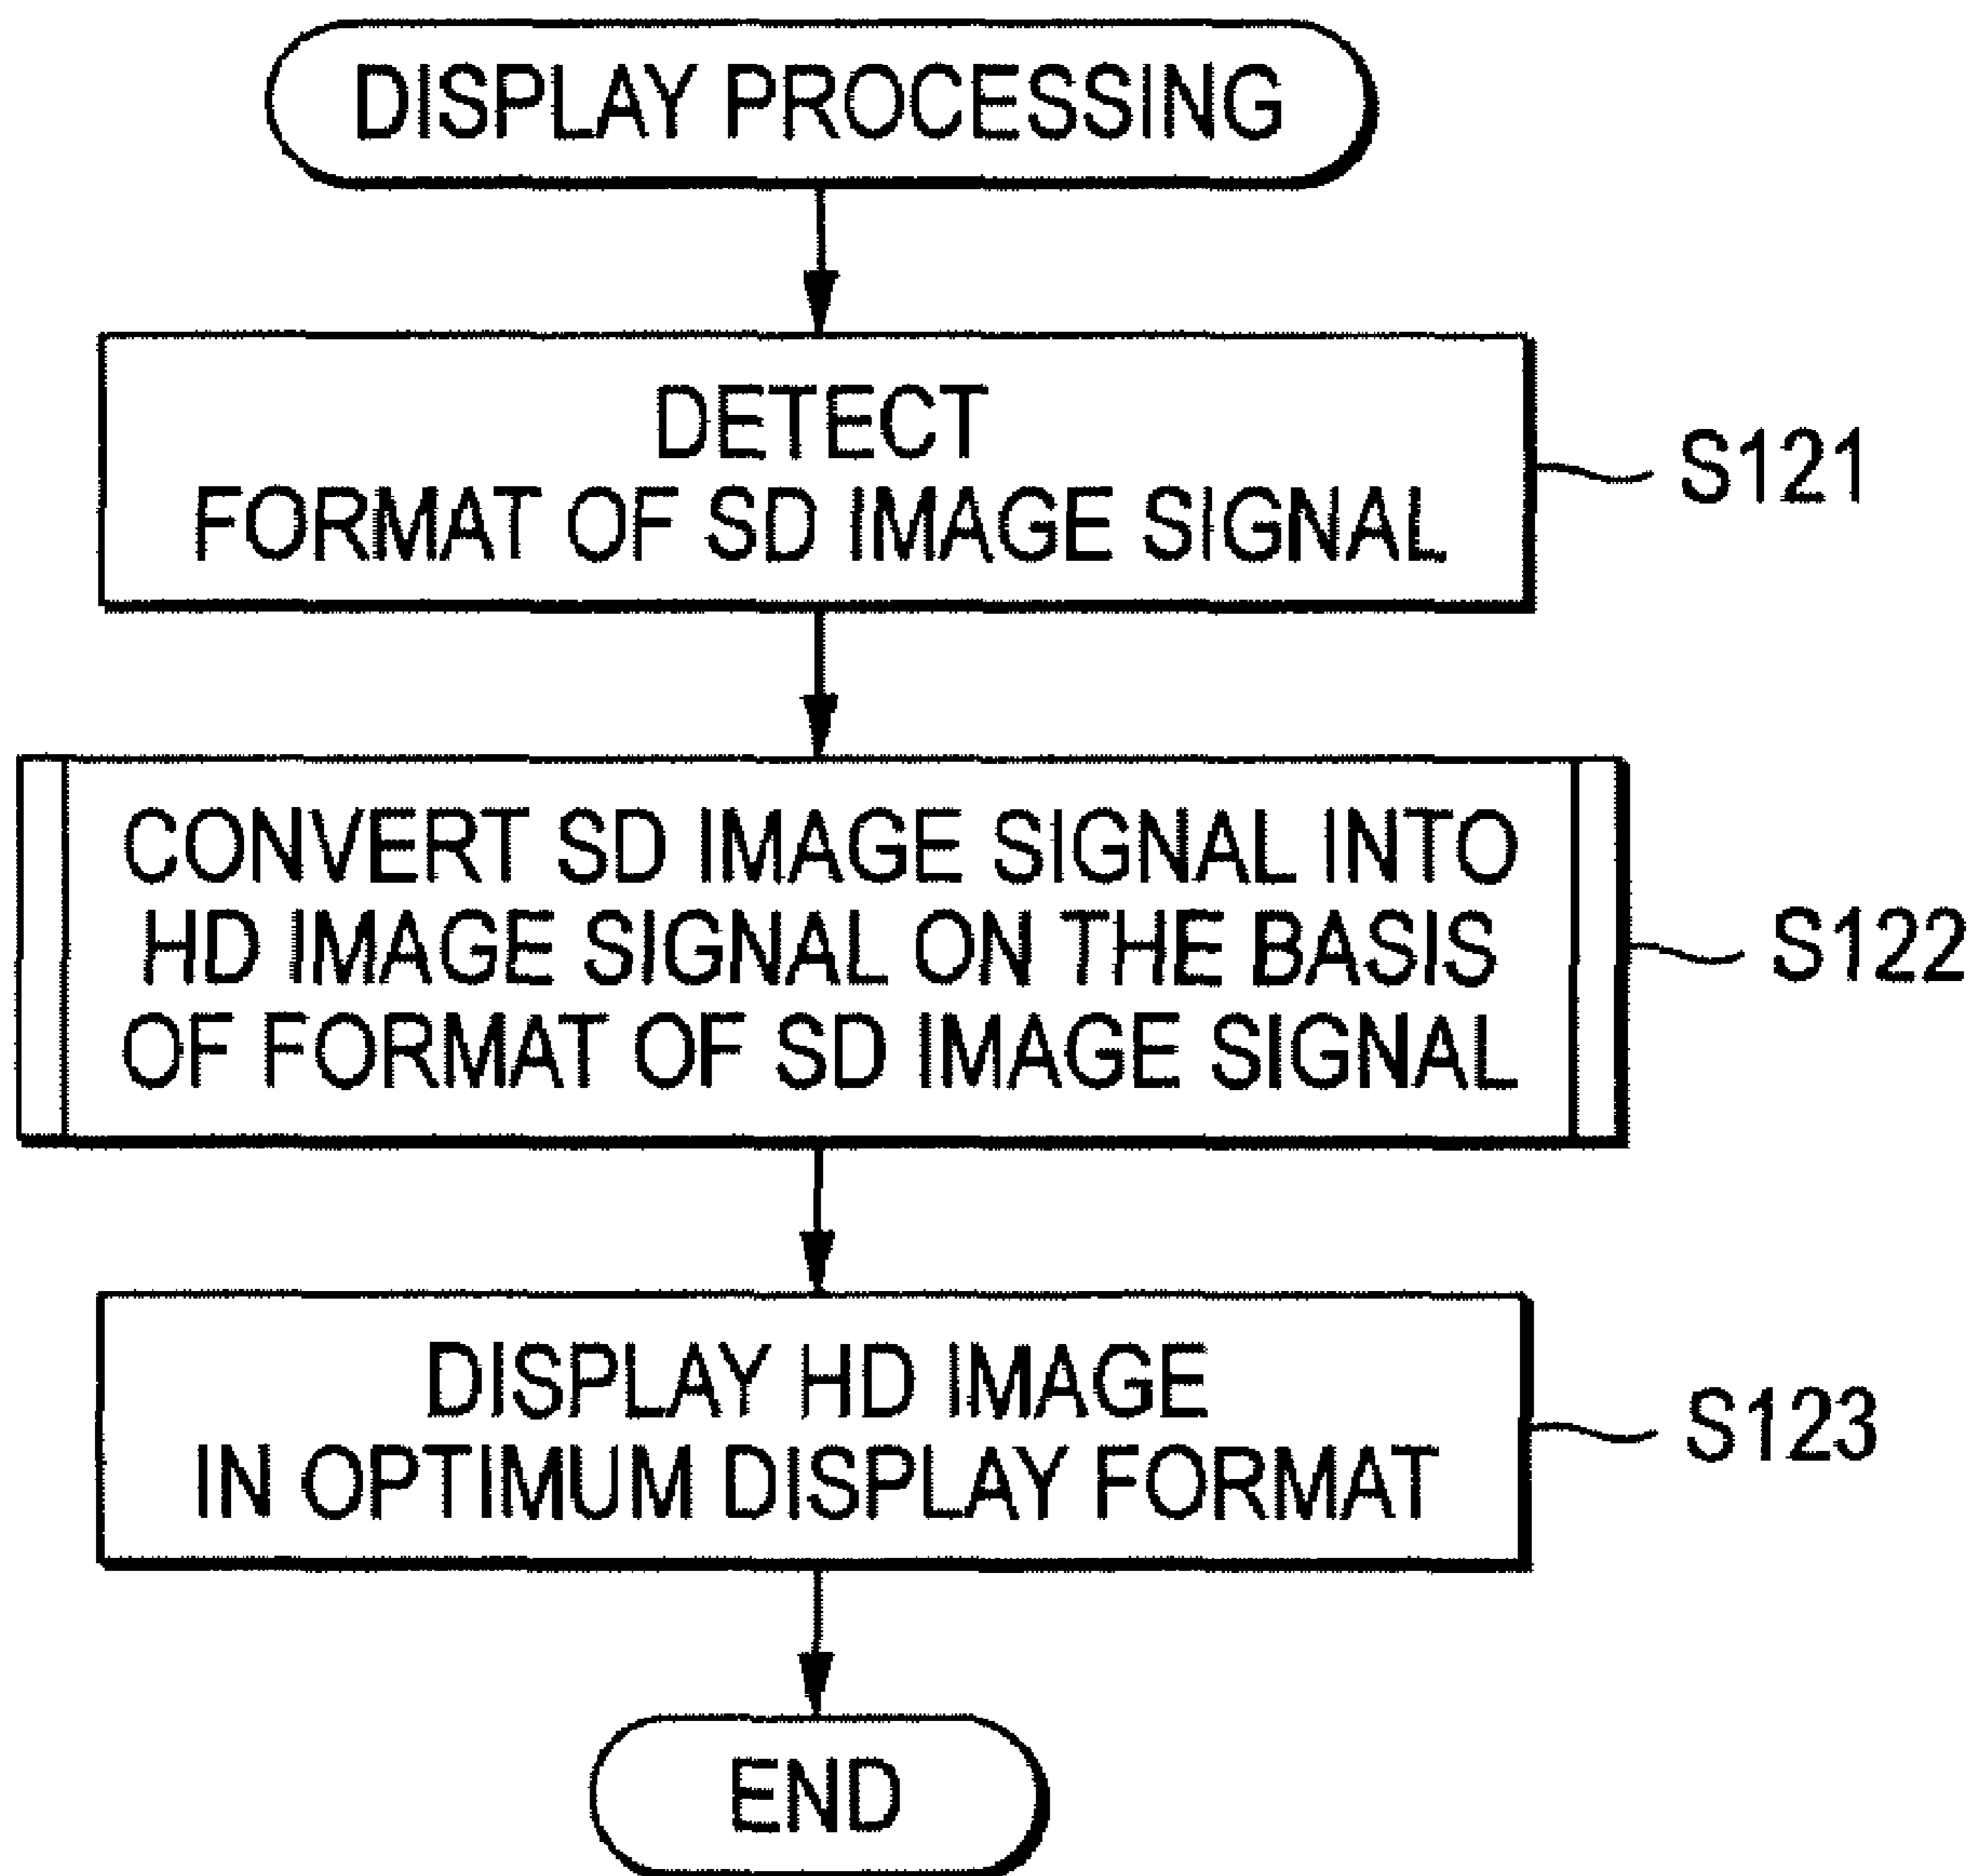 DISPLAY PROCESSING
DETECT
FORMAT OF SD IMAGE SIGNAL
S121
CONVERT SD IMAGE SIGNAL INTO
HD IMAGE SIGNAL ON THE BASIS
OF FORMAT OF SD IMAGE SIGNAL
S122
DISPLAY HD IMAGE
IN OPTIMUM DISPLAY FORMAT
S123
END